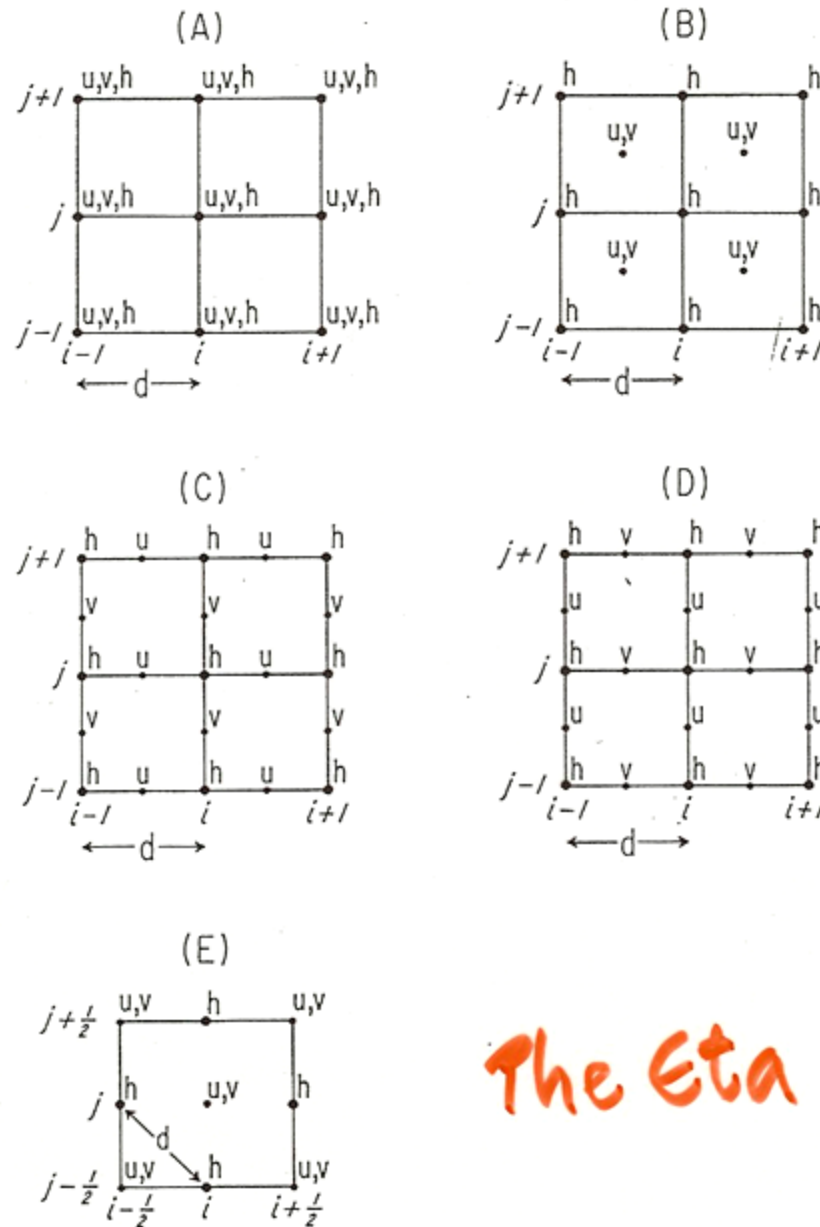 (A)
u,v,h u,v,h u,v,h
j+1
u,v,h u,v,h u,v,h
j
u,v,h u,v,h u,v,h
j-1
i-1 i i+1
d
(B)
h h h
j+1
u,v u,v
h h h
j
u,v u,v
h h h
j-1
i-1 i i+1
d
(C)
h u h u h
j+1
v v v
h u h u h
j
v v v
h u h u h
j-1
i-1 i i+1
d
(D)
h v h v h
j+1
u u u
h v h v h
j
u u u
h v h v h
j-1
i-1 i i+1
d
(E)
u,v h u,v
j+½
h u,v h
j
d
u,v h u,v
j-½
i-½ i i+½
The Eta